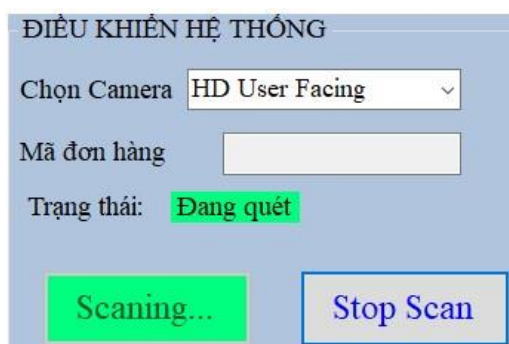 ĐIỀU KHIỂN HỆ THỐNG
Chọn Camera HD User Facing
Mã đơn hàng
Trạng thái: Đang quét
Scaning... Stop Scan